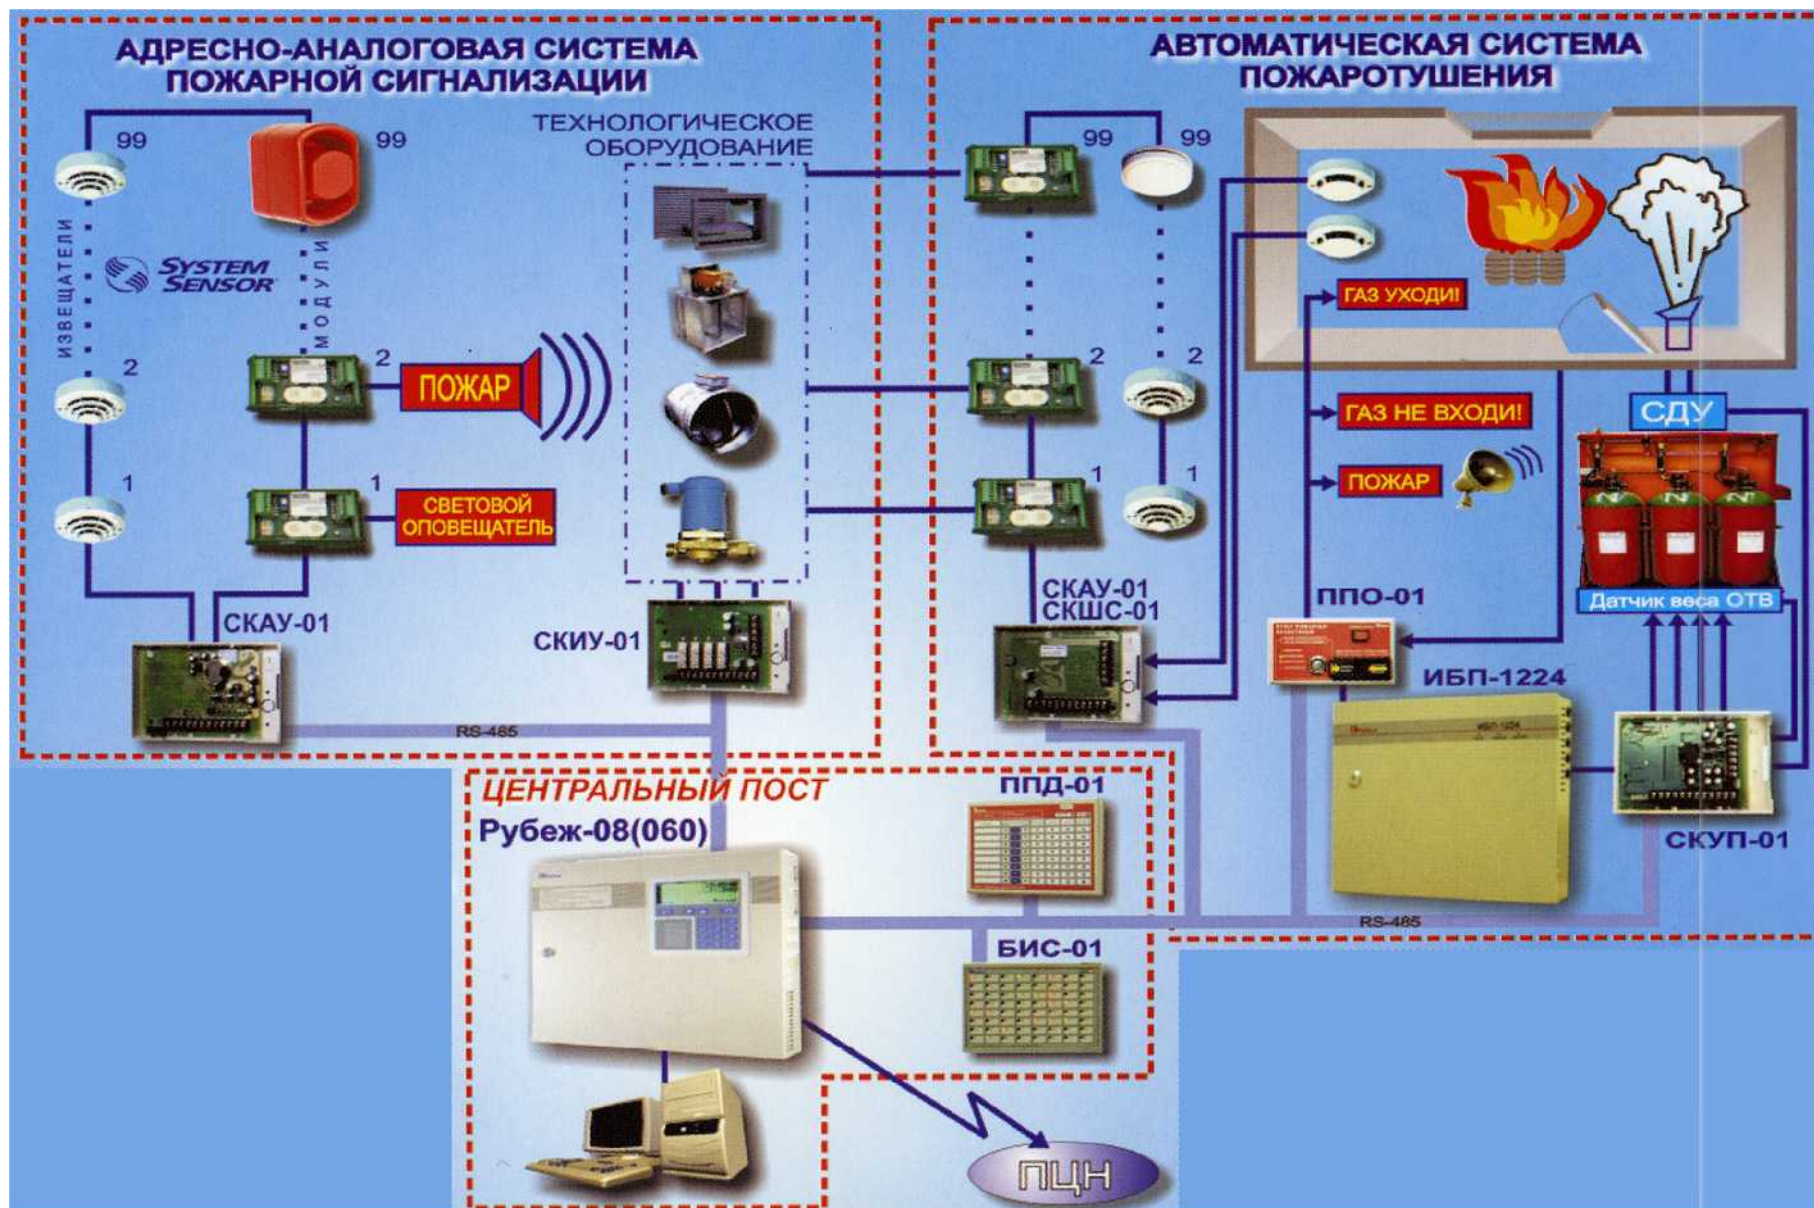 АДРЕСНО-АНАЛОГОВАЯ СИСТЕМА
ПОЖАРНОЙ СИГНАЛИЗАЦИИ
99
99
ИЗВЕЩАТЕЛИ
SYSTEM
SENSOR
МОДУЛИ
2
2
ПОЖАР
1
1
СВЕТОВОЙ
ОПОВЕЩАТЕЛЬ
СКАУ-01
ТЕХНОЛОГИЧЕСКОЕ
ОБОРУДОВАНИЕ
СКИУ-01
RS-485
АВТОМАТИЧЕСКАЯ СИСТЕМА
ПОЖАРОТУШЕНИЯ
99
99
2
2
1
1
СКАУ-01
СКШС-01
ГАЗ УХОДИ!
ГАЗ НЕ ВХОДИ!
ПОЖАР
СДУ
Датчик веса ОТВ
ППО-01
ИБП-1224
ИБП-1224
СКУП-01
RS-485
ЦЕНТРАЛЬНЫЙ ПОСТ
Рубеж-08(060)
ППД-01
БИС-01
ПЦН